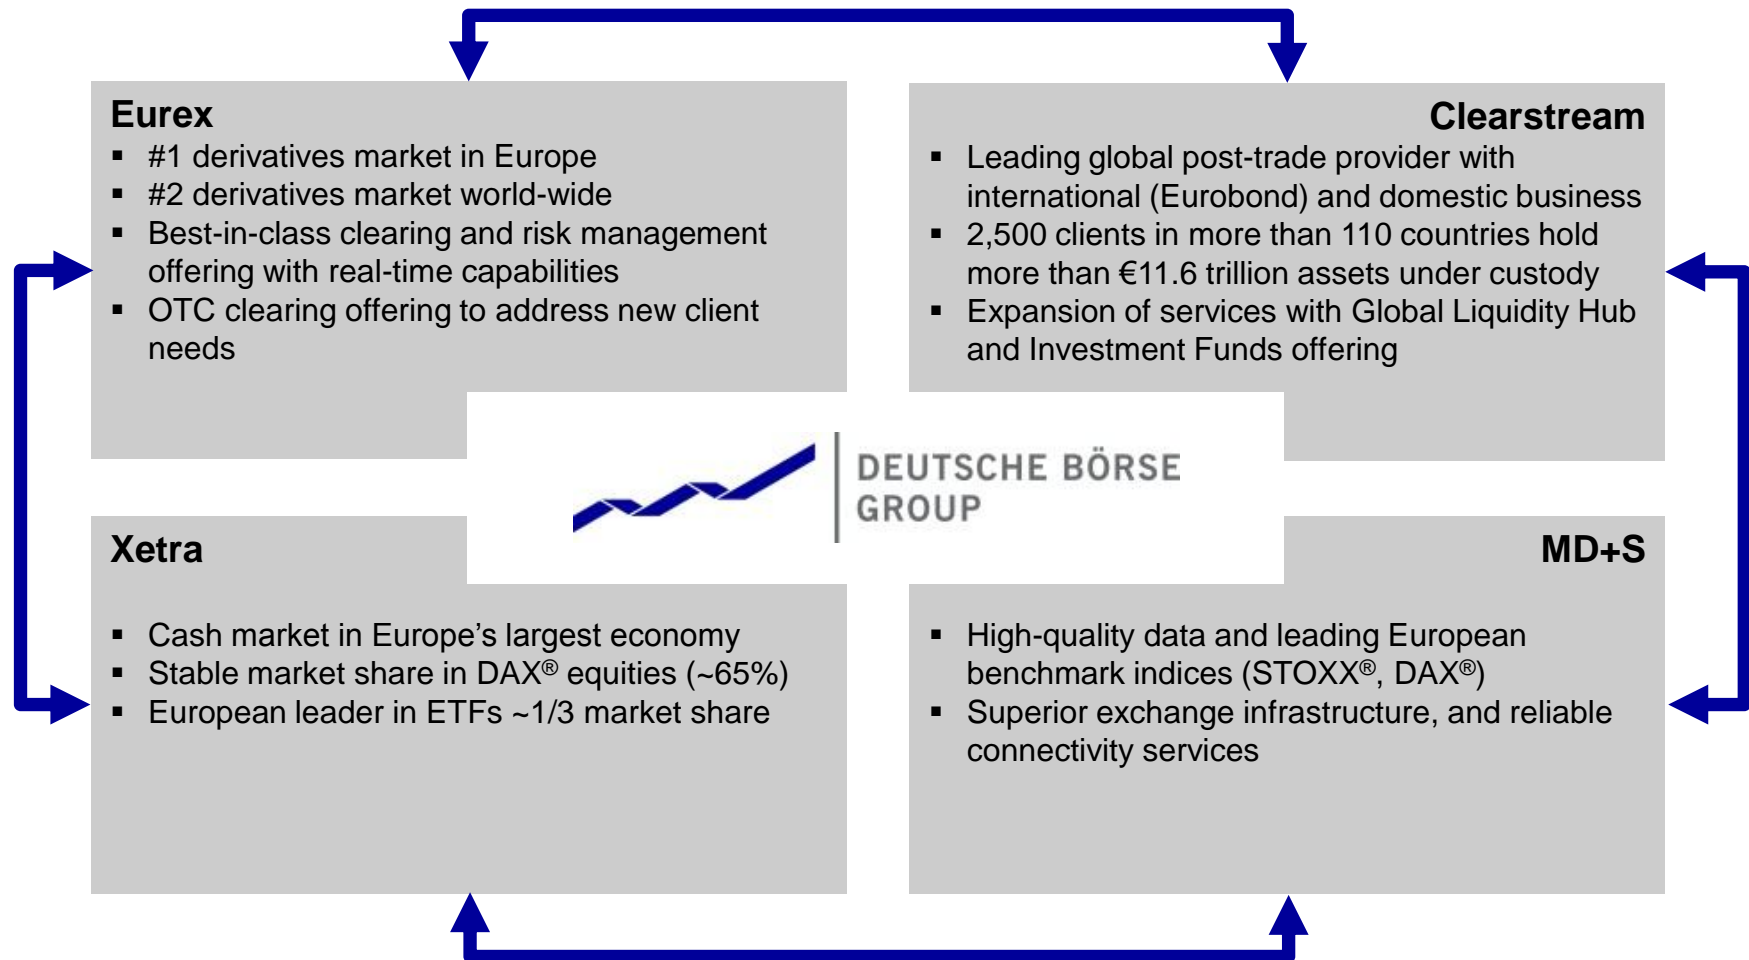 Eurex
▪ #1 derivatives market in Europe
▪ #2 derivatives market world-wide
▪ Best-in-class clearing and risk management
offering with real-time capabilities
▪ OTC clearing offering to address new client
needs
Clearstream
▪ Leading global post-trade provider with
international (Eurobond) and domestic business
▪ 2,500 clients in more than 110 countries hold
more than €11.6 trillion assets under custody
▪ Expansion of services with Global Liquidity Hub
and Investment Funds offering
DEUTSCHE BÖRSE
GROUP
Xetra
▪ Cash market in Europe’s largest economy
▪ Stable market share in DAX® equities (~65%)
▪ European leader in ETFs ~1/3 market share
MD+S
▪ High-quality data and leading European
benchmark indices (STOXX®, DAX®)
▪ Superior exchange infrastructure, and reliable
connectivity services